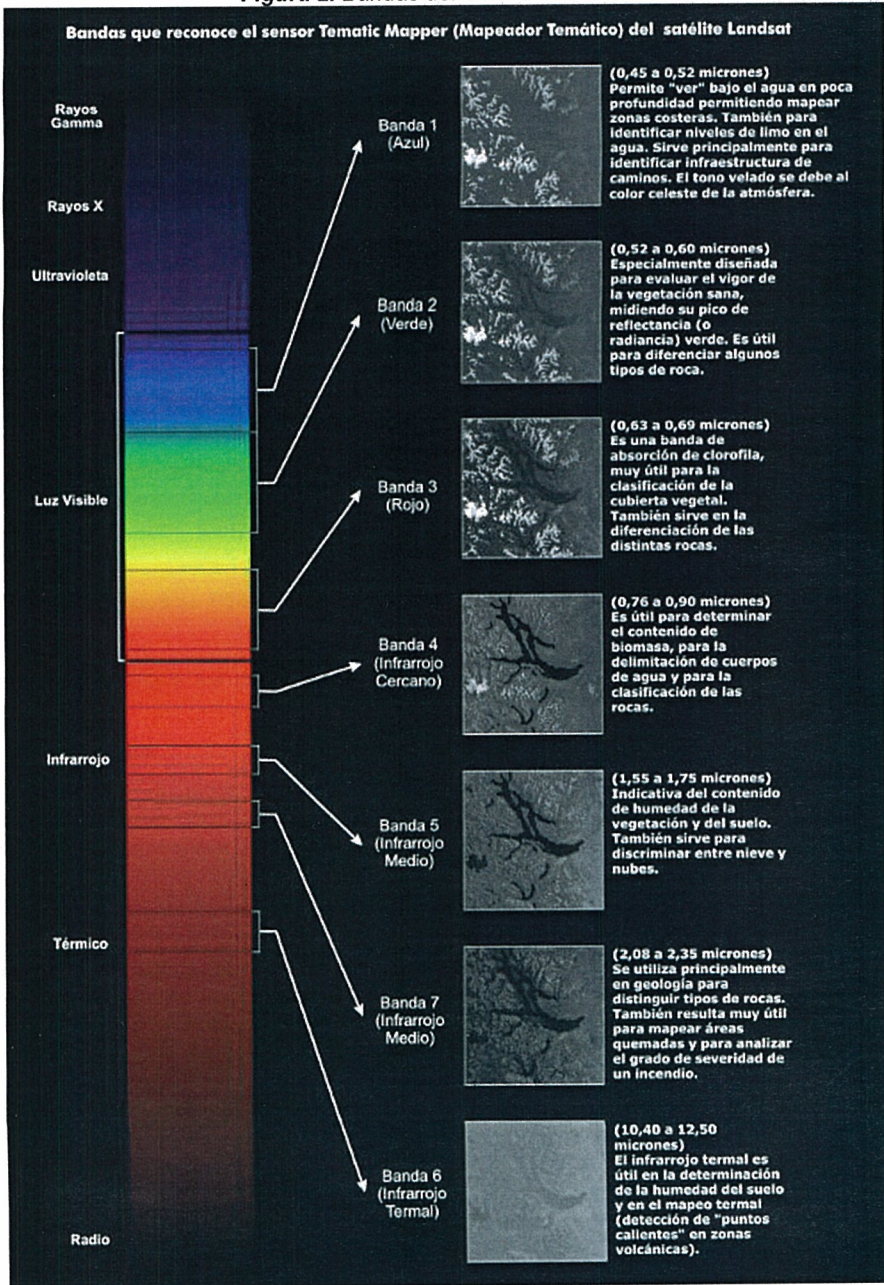 Bandas que reconoce el sensor Tematic Mapper (Mapeador Temático) del satélite Landsat
Rayos
Gamma
Rayos X
Ultravioleta
Luz Visible
Infrarrojo
Térmico
Radio
Banda 1
(Azul)
(0,45 a 0,52 micrones)
Permite "ver" bajo el agua en poca
profundidad permitiendo mapear
zonas costeras. También para
identificar niveles de limo en el
agua. Sirve principalmente para
identificar infraestructura de
caminos. El tono velado se debe al
color celeste de la atmósfera.
Banda 2
(Verde)
(0,52 a 0,60 micrones)
Especialmente diseñada
para evaluar el vigor de
la vegetación sana,
midiendo su pico de
reflectancia (o
radiancia) verde. Es útil
para diferenciar algunos
tipos de roca.
Banda 3
(Rojo)
(0,63 a 0,69 micrones)
Es una banda de
absorción de clorofila,
muy útil para la
clasificación de la
cubierta vegetal.
También sirve en la
diferenciación de las
distintas rocas.
Banda 4
(Infrarrojo
Cercano)
(0,76 a 0,90 micrones)
Es útil para determinar
el contenido de
biomasa, para la
delimitación de cuerpos
de agua y para la
clasificación de las
rocas.
Banda 5
(Infrarrojo
Medio)
(1,55 a 1,75 micrones)
Indicativa del contenido
de humedad de la
vegetación y del suelo.
También sirve para
discriminar entre nieve y
nubes.
Banda 7
(Infrarrojo
Medio)
(2,08 a 2,35 micrones)
Se utiliza principalmente
en geología para
distinguir tipos de rocas.
También resulta muy útil
para mapear áreas
quemadas y para analizar
el grado de severidad de
un incendio.
Banda 6
(Infrarrojo
Termal)
(10,40 a 12,50
micrones)
El infrarrojo termal es
útil en la determinación
de la humedad del suelo
y en el mapeo termal
(detección de "puntos
calientes" en zonas
volcánicas).